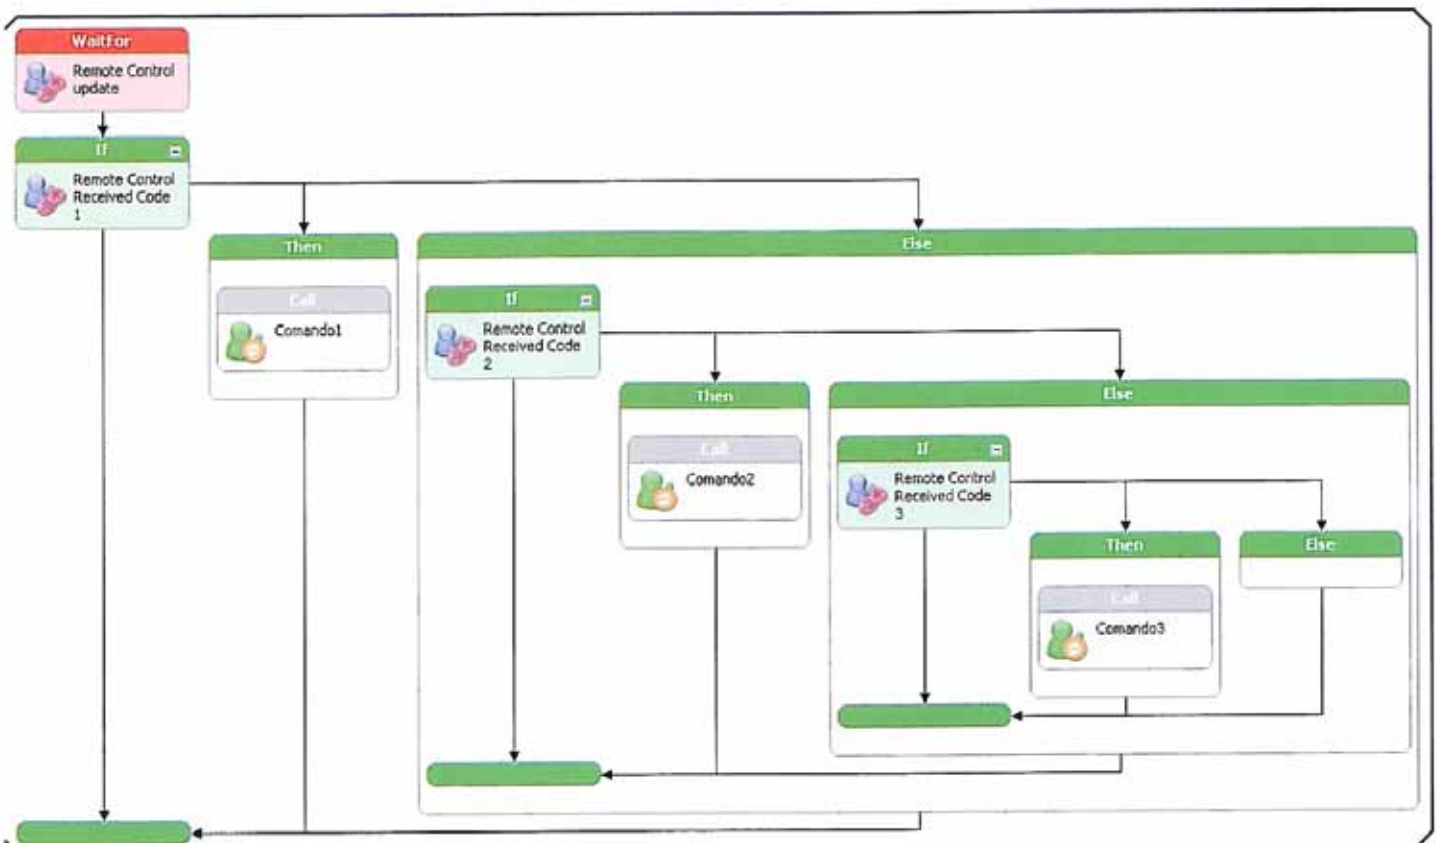 WaitFor
Remote Control
update
If
Remote Control
Received Code
1
Then
Call
Comando1
Else
If
Remote Control
Received Code
2
Then
Call
Comando2
Else
If
Remote Control
Received Code
3
Then
Call
Comando3
Else